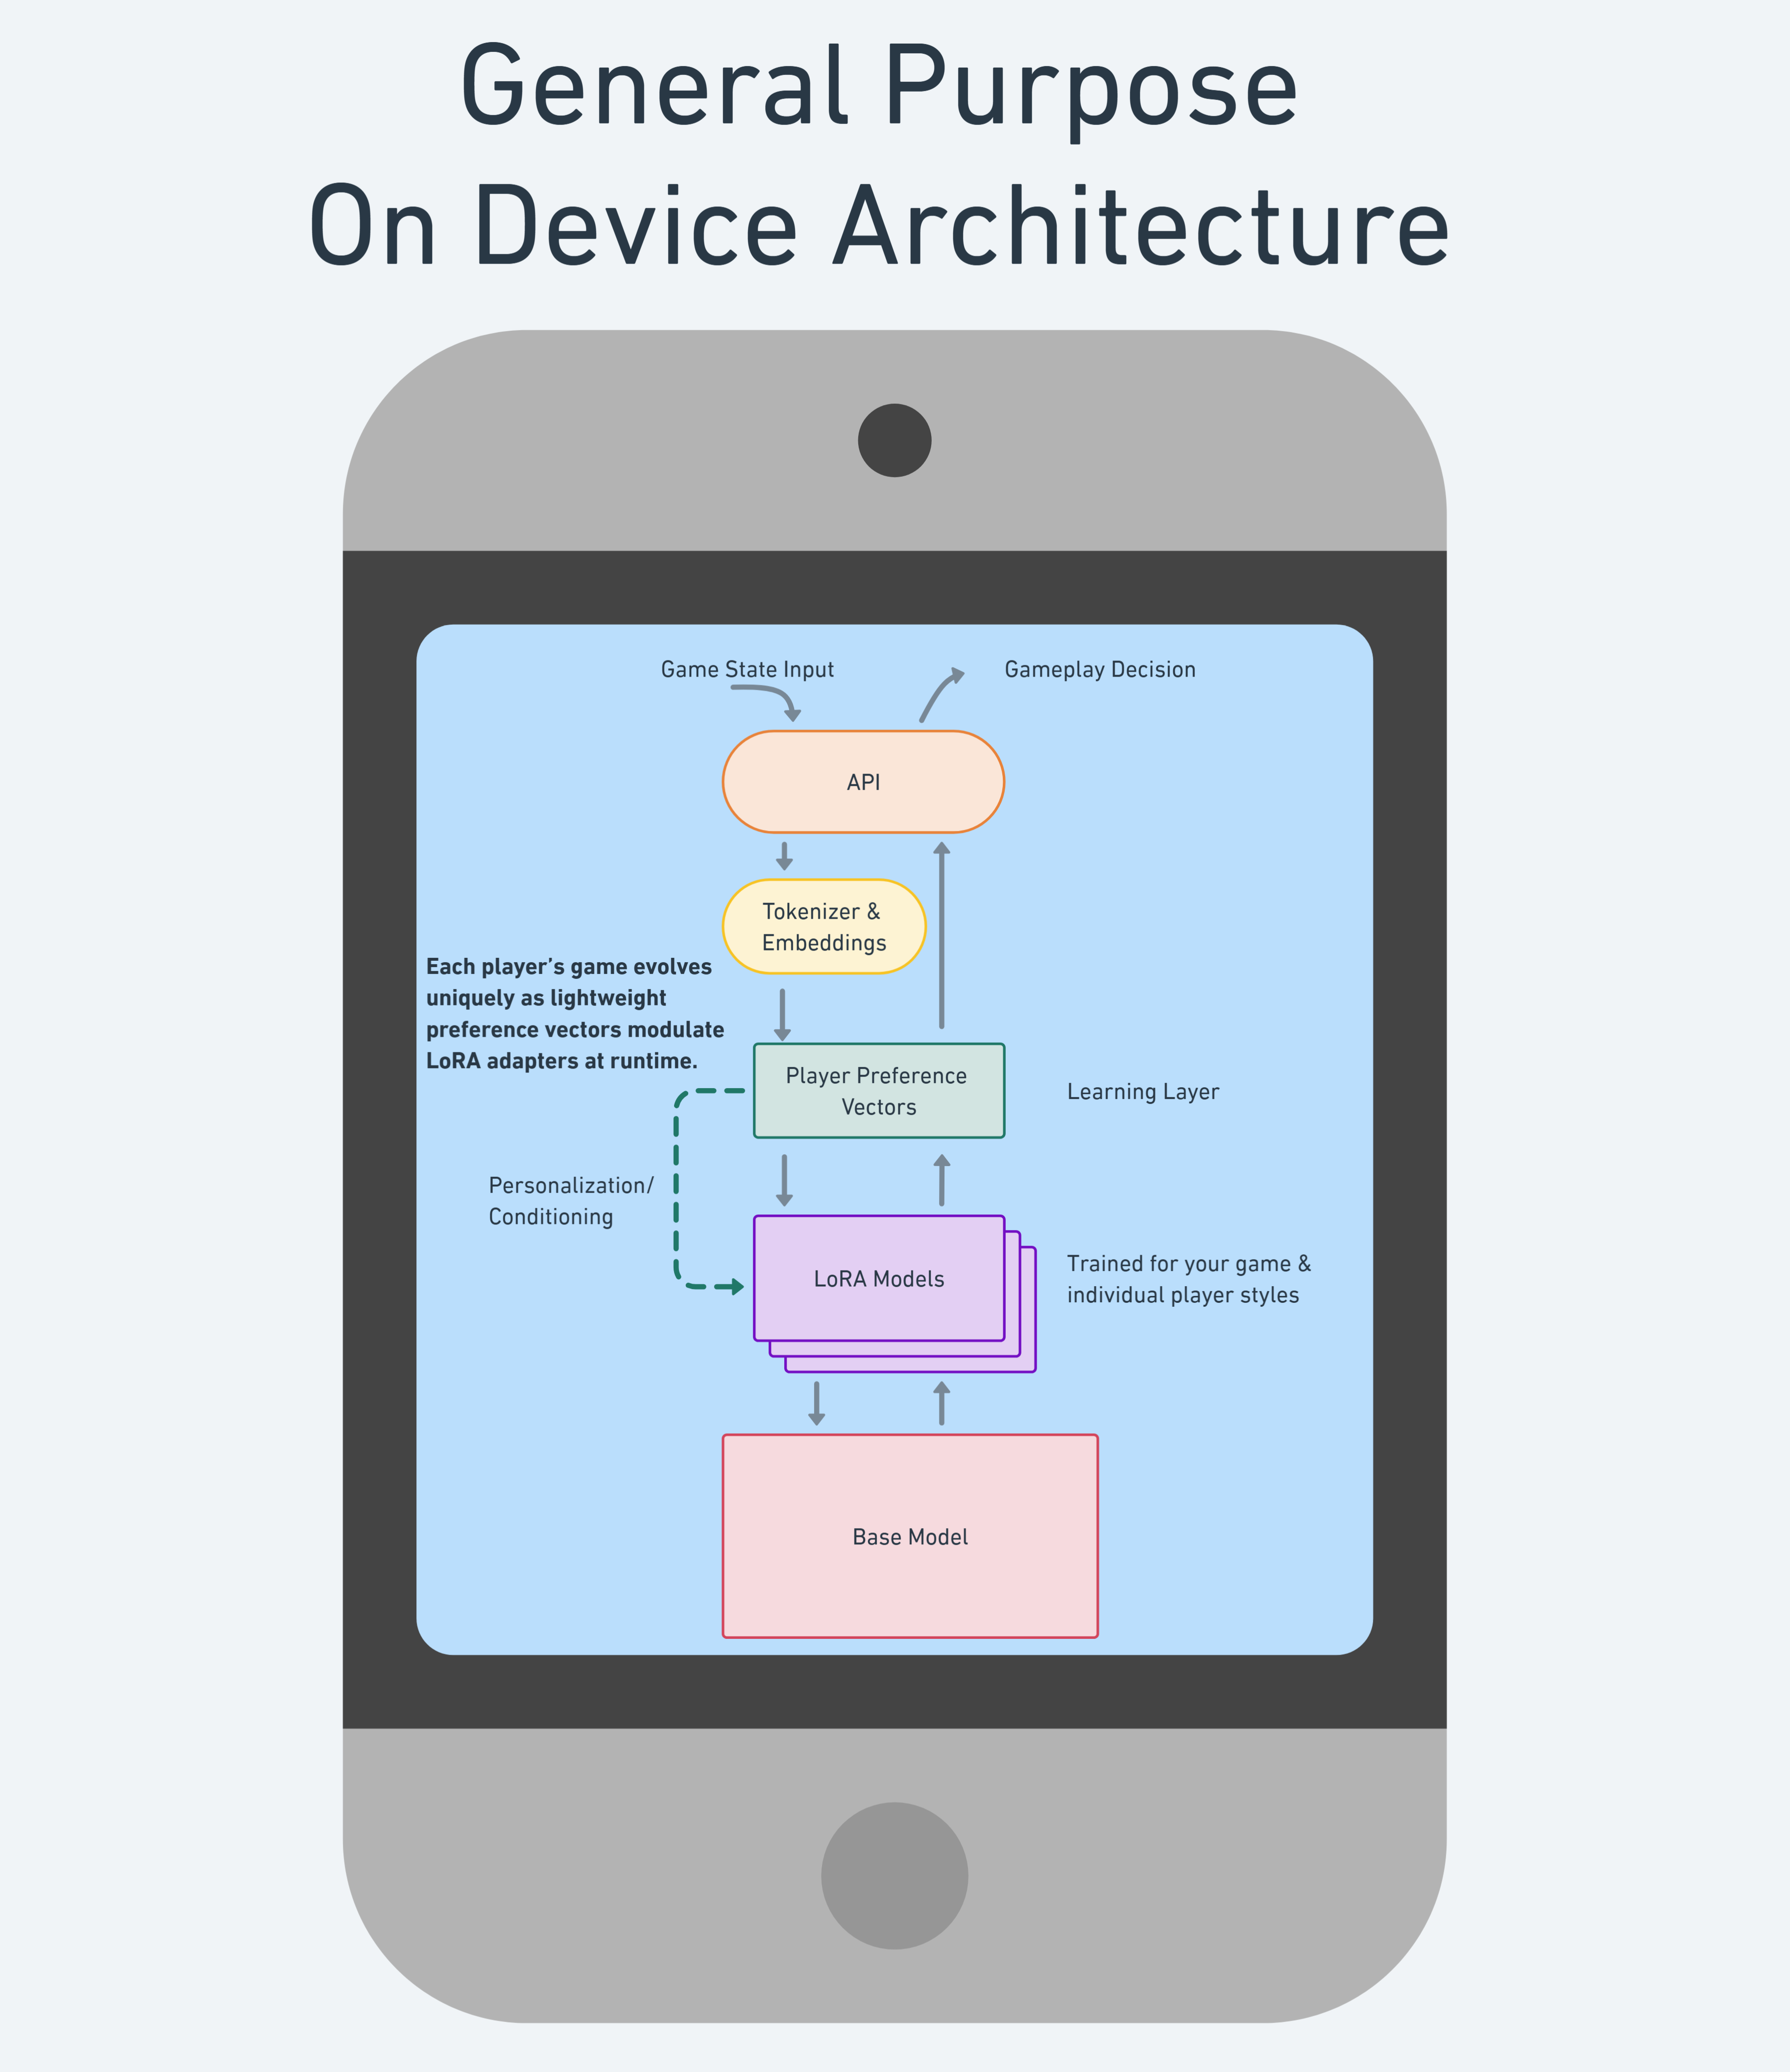 General Purpose
On Device Architecture
Game State Input
Gameplay Decision
API
Tokenizer &
Embeddings
Each player’s game evolves
uniquely as lightweight
preference vectors modulate
LoRA adapters at runtime.
Player Preference
Vectors
Learning Layer
Personalization/
Conditioning
LoRA Models
Trained for your game &
individual player styles
Base Model